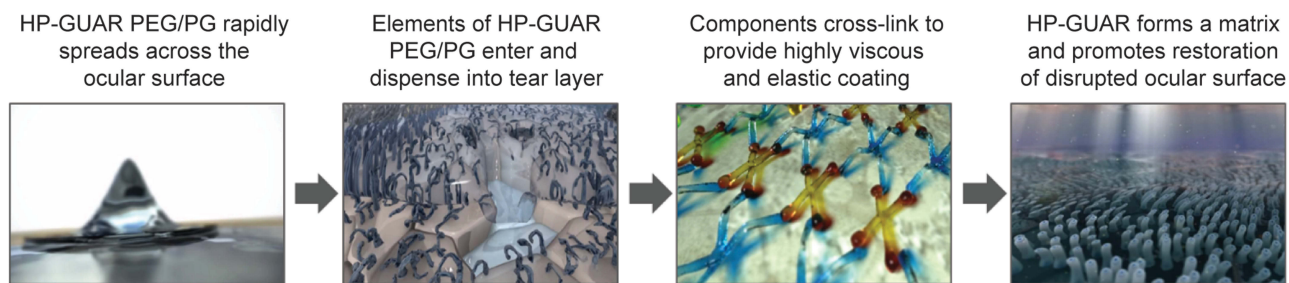 HP-GUAR PEG/PG rapidly
spreads across the
ocular surface
Elements of HP-GUAR
PEG/PG enter and
dispense into tear layer
Components cross-link to
provide highly viscous
and elastic coating
HP-GUAR forms a matrix
and promotes restoration
of disrupted ocular surface